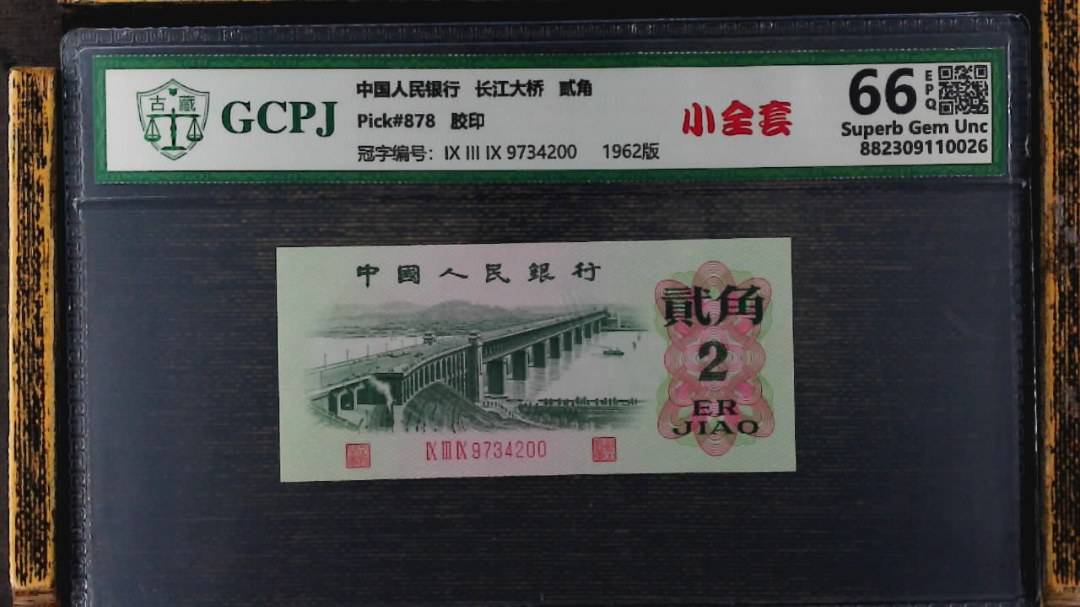 古藏
GCPJ
中国人民银行 长江大桥 贰角
Pick#878 胶印
冠字编号: IX III IX 9734200 1962版
小全套
66 EPQ
Superb Gem Unc
882309110026
中國人民銀行
貳角
2
ER
JIAO
IX III IX 9734200